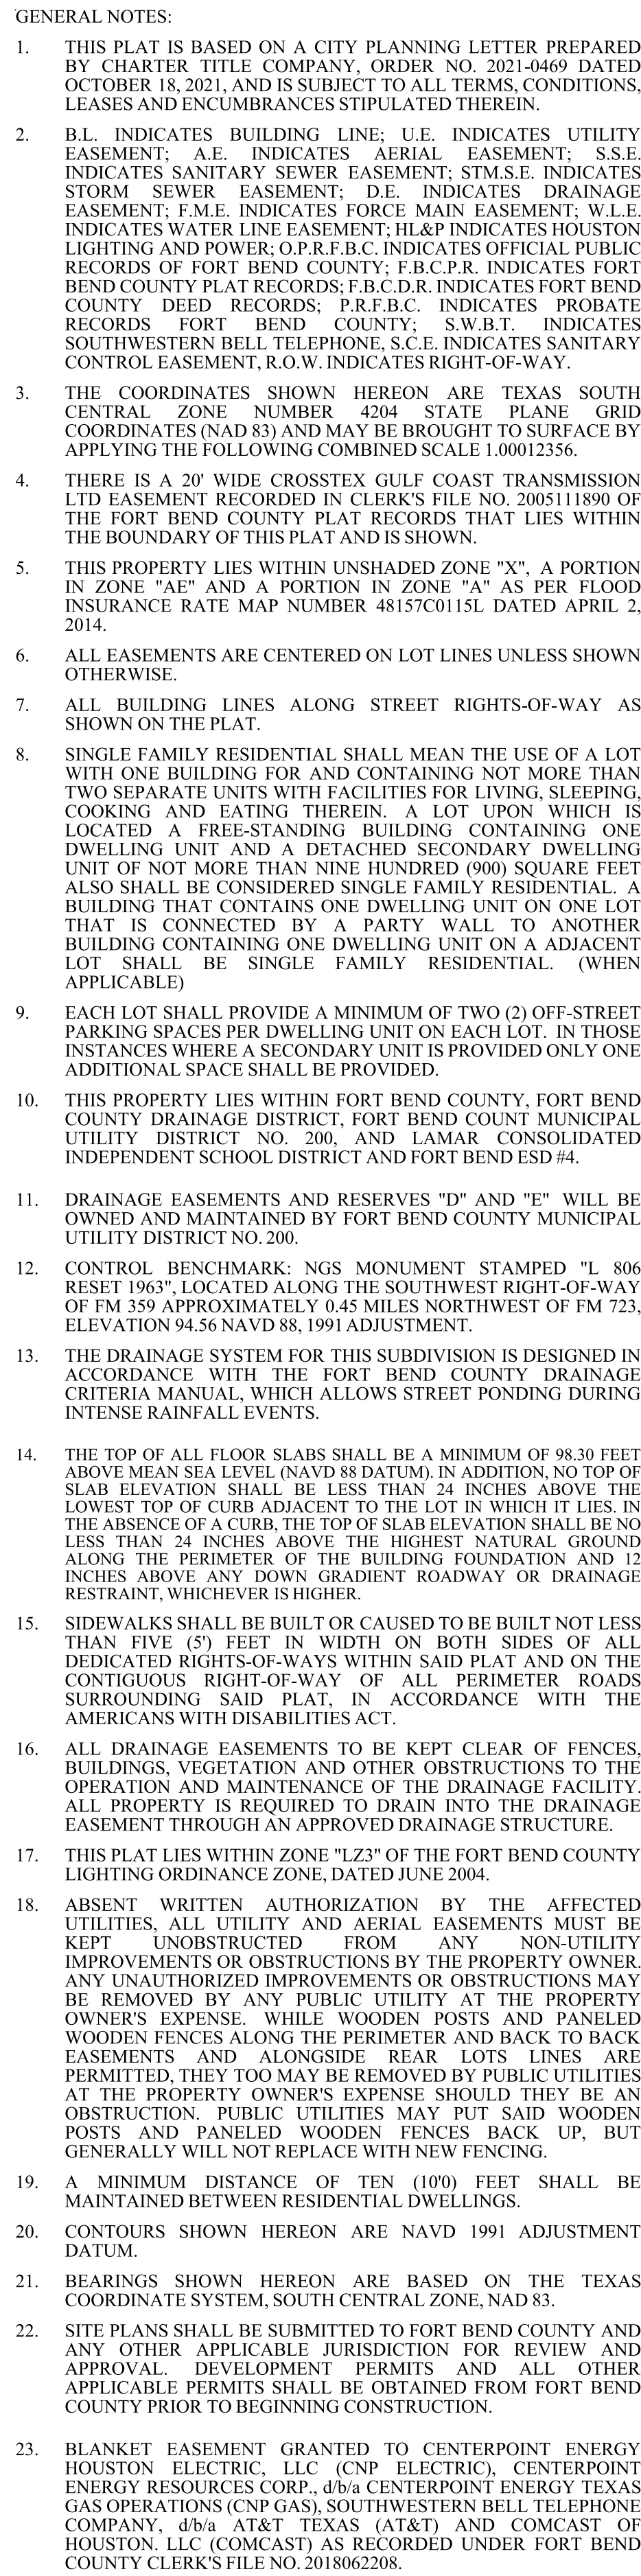 GENERAL NOTES:
1. THIS PLAT IS BASED ON A CITY PLANNING LETTER PREPARED
BY CHARTER TITLE COMPANY, ORDER NO. 2021-0469 DATED
OCTOBER 18, 2021, AND IS SUBJECT TO ALL TERMS, CONDITIONS,
LEASES AND ENCUMBRANCES STIPULATED THEREIN.
2. B.L. INDICATES BUILDING LINE; U.E. INDICATES UTILITY
EASEMENT; A.E. INDICATES AERIAL EASEMENT; S.S.E.
INDICATES SANITARY SEWER EASEMENT; STM.S.E. INDICATES
STORM SEWER EASEMENT; D.E. INDICATES DRAINAGE
EASEMENT; F.M.E. INDICATES FORCE MAIN EASEMENT; W.L.E.
INDICATES WATER LINE EASEMENT; HL&P INDICATES HOUSTON
LIGHTING AND POWER; O.P.R.F.B.C. INDICATES OFFICIAL PUBLIC
RECORDS OF FORT BEND COUNTY; F.B.C.P.R. INDICATES FORT
BEND COUNTY PLAT RECORDS; F.B.C.D.R. INDICATES FORT BEND
COUNTY DEED RECORDS; P.R.F.B.C. INDICATES PROBATE
RECORDS FORT BEND COUNTY; S.W.B.T. INDICATES
SOUTHWESTERN BELL TELEPHONE, S.C.E. INDICATES SANITARY
CONTROL EASEMENT, R.O.W. INDICATES RIGHT-OF-WAY.
3. THE COORDINATES SHOWN HEREON ARE TEXAS SOUTH
CENTRAL ZONE NUMBER 4204 STATE PLANE GRID
COORDINATES (NAD 83) AND MAY BE BROUGHT TO SURFACE BY
APPLYING THE FOLLOWING COMBINED SCALE 1.00012356.
4. THERE IS A 20' WIDE CROSSTEX GULF COAST TRANSMISSION
LTD EASEMENT RECORDED IN CLERK'S FILE NO. 2005111890 OF
THE FORT BEND COUNTY PLAT RECORDS THAT LIES WITHIN
THE BOUNDARY OF THIS PLAT AND IS SHOWN.
5. THIS PROPERTY LIES WITHIN UNSHADED ZONE "X", A PORTION
IN ZONE "AE" AND A PORTION IN ZONE "A" AS PER FLOOD
INSURANCE RATE MAP NUMBER 48157C0115L DATED APRIL 2,
2014.
6. ALL EASEMENTS ARE CENTERED ON LOT LINES UNLESS SHOWN
OTHERWISE.
7. ALL BUILDING LINES ALONG STREET RIGHTS-OF-WAY AS
SHOWN ON THE PLAT.
8. SINGLE FAMILY RESIDENTIAL SHALL MEAN THE USE OF A LOT
WITH ONE BUILDING FOR AND CONTAINING NOT MORE THAN
TWO SEPARATE UNITS WITH FACILITIES FOR LIVING, SLEEPING,
COOKING AND EATING THEREIN. A LOT UPON WHICH IS
LOCATED A FREE-STANDING BUILDING CONTAINING ONE
DWELLING UNIT AND A DETACHED SECONDARY DWELLING
UNIT OF NOT MORE THAN NINE HUNDRED (900) SQUARE FEET
ALSO SHALL BE CONSIDERED SINGLE FAMILY RESIDENTIAL. A
BUILDING THAT CONTAINS ONE DWELLING UNIT ON ONE LOT
THAT IS CONNECTED BY A PARTY WALL TO ANOTHER
BUILDING CONTAINING ONE DWELLING UNIT ON A ADJACENT
LOT SHALL BE SINGLE FAMILY RESIDENTIAL. (WHEN
APPLICABLE)
9. EACH LOT SHALL PROVIDE A MINIMUM OF TWO (2) OFF-STREET
PARKING SPACES PER DWELLING UNIT ON EACH LOT. IN THOSE
INSTANCES WHERE A SECONDARY UNIT IS PROVIDED ONLY ONE
ADDITIONAL SPACE SHALL BE PROVIDED.
10. THIS PROPERTY LIES WITHIN FORT BEND COUNTY, FORT BEND
COUNTY DRAINAGE DISTRICT, FORT BEND COUNT MUNICIPAL
UTILITY DISTRICT NO. 200, AND LAMAR CONSOLIDATED
INDEPENDENT SCHOOL DISTRICT AND FORT BEND ESD #4.
11. DRAINAGE EASEMENTS AND RESERVES "D" AND "E" WILL BE
OWNED AND MAINTAINED BY FORT BEND COUNTY MUNICIPAL
UTILITY DISTRICT NO. 200.
12. CONTROL BENCHMARK: NGS MONUMENT STAMPED "L 806
RESET 1963", LOCATED ALONG THE SOUTHWEST RIGHT-OF-WAY
OF FM 359 APPROXIMATELY 0.45 MILES NORTHWEST OF FM 723,
ELEVATION 94.56 NAVD 88, 1991 ADJUSTMENT.
13. THE DRAINAGE SYSTEM FOR THIS SUBDIVISION IS DESIGNED IN
ACCORDANCE WITH THE FORT BEND COUNTY DRAINAGE
CRITERIA MANUAL, WHICH ALLOWS STREET PONDING DURING
INTENSE RAINFALL EVENTS.
14. THE TOP OF ALL FLOOR SLABS SHALL BE A MINIMUM OF 98.30 FEET
ABOVE MEAN SEA LEVEL (NAVD 88 DATUM). IN ADDITION, NO TOP OF
SLAB ELEVATION SHALL BE LESS THAN 24 INCHES ABOVE THE
LOWEST TOP OF CURB ADJACENT TO THE LOT IN WHICH IT LIES. IN
THE ABSENCE OF A CURB, THE TOP OF SLAB ELEVATION SHALL BE NO
LESS THAN 24 INCHES ABOVE THE HIGHEST NATURAL GROUND
ALONG THE PERIMETER OF THE BUILDING FOUNDATION AND 12
INCHES ABOVE ANY DOWN GRADIENT ROADWAY OR DRAINAGE
RESTRAINT, WHICHEVER IS HIGHER.
15. SIDEWALKS SHALL BE BUILT OR CAUSED TO BE BUILT NOT LESS
THAN FIVE (5') FEET IN WIDTH ON BOTH SIDES OF ALL
DEDICATED RIGHTS-OF-WAYS WITHIN SAID PLAT AND ON THE
CONTIGUOUS RIGHT-OF-WAY OF ALL PERIMETER ROADS
SURROUNDING SAID PLAT, IN ACCORDANCE WITH THE
AMERICANS WITH DISABILITIES ACT.
16. ALL DRAINAGE EASEMENTS TO BE KEPT CLEAR OF FENCES,
BUILDINGS, VEGETATION AND OTHER OBSTRUCTIONS TO THE
OPERATION AND MAINTENANCE OF THE DRAINAGE FACILITY.
ALL PROPERTY IS REQUIRED TO DRAIN INTO THE DRAINAGE
EASEMENT THROUGH AN APPROVED DRAINAGE STRUCTURE.
17. THIS PLAT LIES WITHIN ZONE "LZ3" OF THE FORT BEND COUNTY
LIGHTING ORDINANCE ZONE, DATED JUNE 2004.
18. ABSENT WRITTEN AUTHORIZATION BY THE AFFECTED
UTILITIES, ALL UTILITY AND AERIAL EASEMENTS MUST BE
KEPT UNOBSTRUCTED FROM ANY NON-UTILITY
IMPROVEMENTS OR OBSTRUCTIONS BY THE PROPERTY OWNER.
ANY UNAUTHORIZED IMPROVEMENTS OR OBSTRUCTIONS MAY
BE REMOVED BY ANY PUBLIC UTILITY AT THE PROPERTY
OWNER'S EXPENSE. WHILE WOODEN POSTS AND PANELED
WOODEN FENCES ALONG THE PERIMETER AND BACK TO BACK
EASEMENTS AND ALONGSIDE REAR LOTS LINES ARE
PERMITTED, THEY TOO MAY BE REMOVED BY PUBLIC UTILITIES
AT THE PROPERTY OWNER'S EXPENSE SHOULD THEY BE AN
OBSTRUCTION. PUBLIC UTILITIES MAY PUT SAID WOODEN
POSTS AND PANELED WOODEN FENCES BACK UP, BUT
GENERALLY WILL NOT REPLACE WITH NEW FENCING.
19. A MINIMUM DISTANCE OF TEN (10'0) FEET SHALL BE
MAINTAINED BETWEEN RESIDENTIAL DWELLINGS.
20. CONTOURS SHOWN HEREON ARE NAVD 1991 ADJUSTMENT
DATUM.
21. BEARINGS SHOWN HEREON ARE BASED ON THE TEXAS
COORDINATE SYSTEM, SOUTH CENTRAL ZONE, NAD 83.
22. SITE PLANS SHALL BE SUBMITTED TO FORT BEND COUNTY AND
ANY OTHER APPLICABLE JURISDICTION FOR REVIEW AND
APPROVAL. DEVELOPMENT PERMITS AND ALL OTHER
APPLICABLE PERMITS SHALL BE OBTAINED FROM FORT BEND
COUNTY PRIOR TO BEGINNING CONSTRUCTION.
23. BLANKET EASEMENT GRANTED TO CENTERPOINT ENERGY
HOUSTON ELECTRIC, LLC (CNP ELECTRIC), CENTERPOINT
ENERGY RESOURCES CORP., d/b/a CENTERPOINT ENERGY TEXAS
GAS OPERATIONS (CNP GAS), SOUTHWESTERN BELL TELEPHONE
COMPANY, d/b/a AT&T TEXAS (AT&T) AND COMCAST OF
HOUSTON. LLC (COMCAST) AS RECORDED UNDER FORT BEND
COUNTY CLERK'S FILE NO. 2018062208.